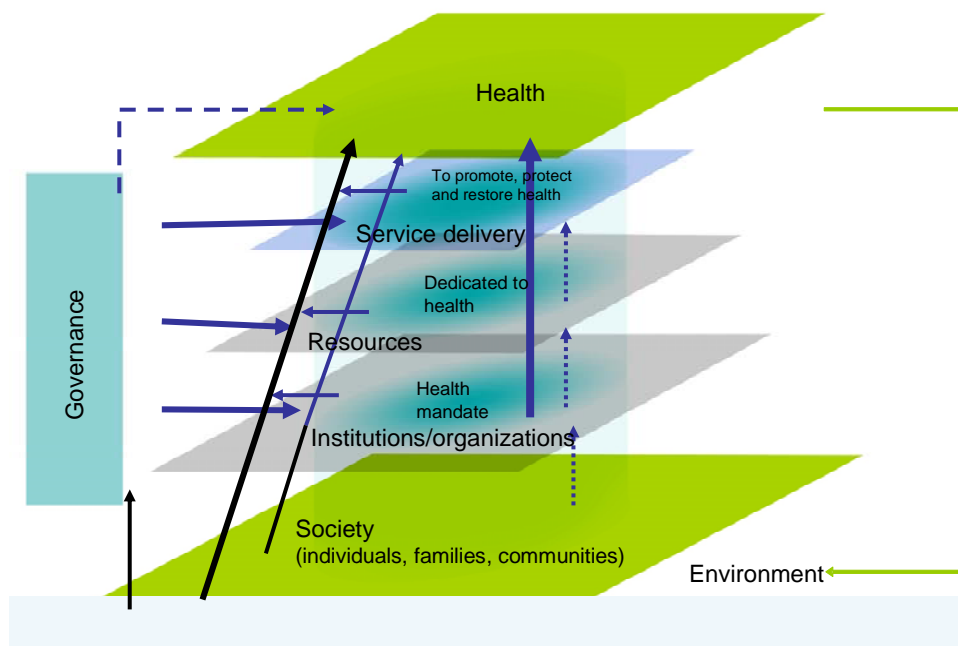 Health
To promote, protect
and restore health
Service delivery
Dedicated to
health
Resources
Governance
Health
mandate
Institutions/organizations
Society
(individuals, families, communities)
Environment